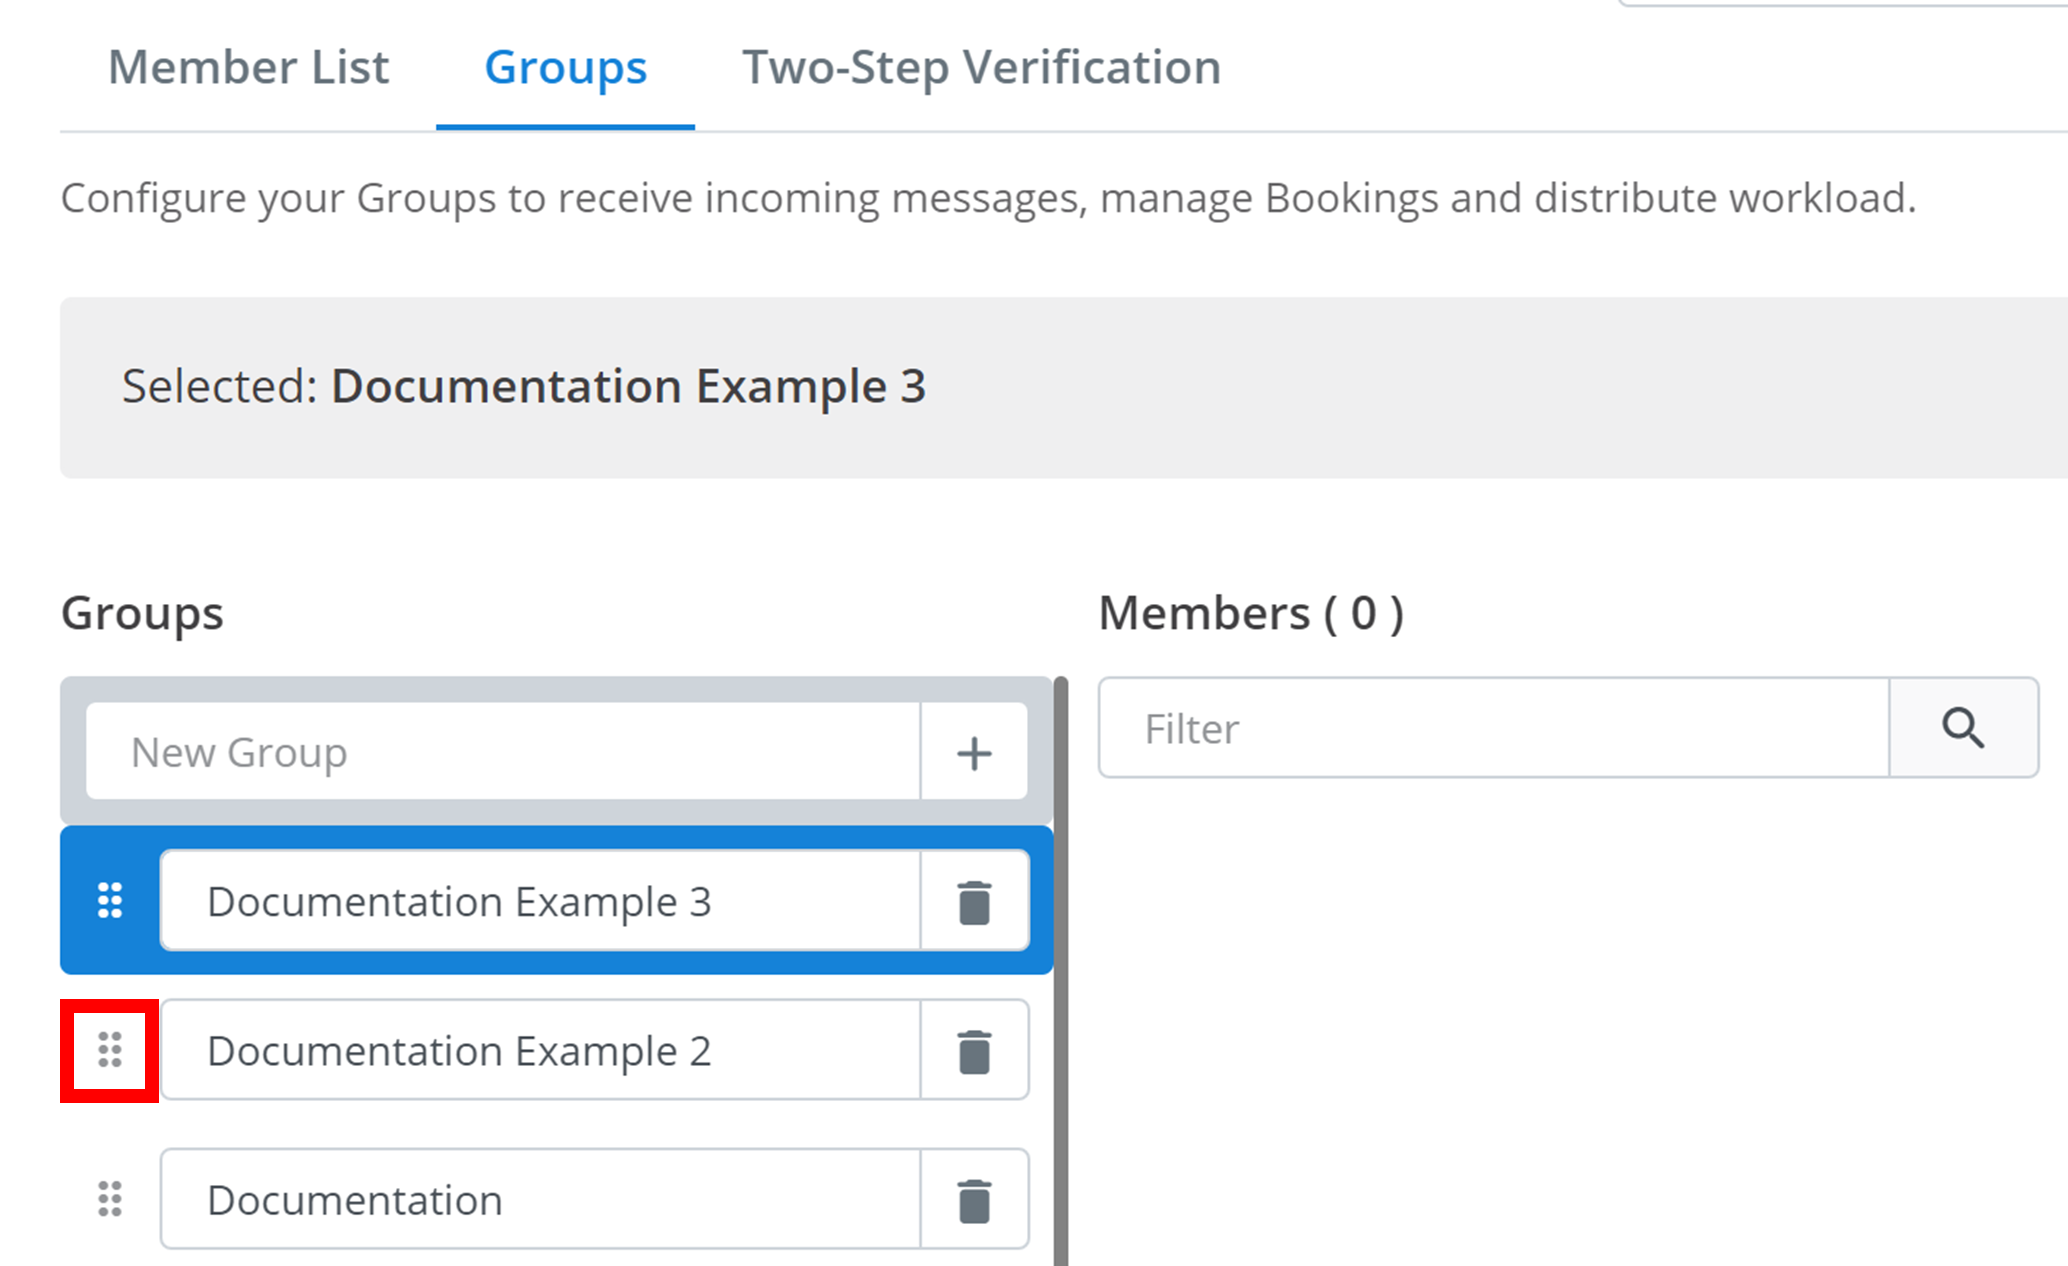 Member List Groups Two-Step Verification
Configure your Groups to receive incoming messages, manage Bookings and distribute workload.
Selected: Documentation Example 3
Groups
Members ( 0 )
New Group
Filter
Documentation Example 3
Documentation Example 2
Documentation